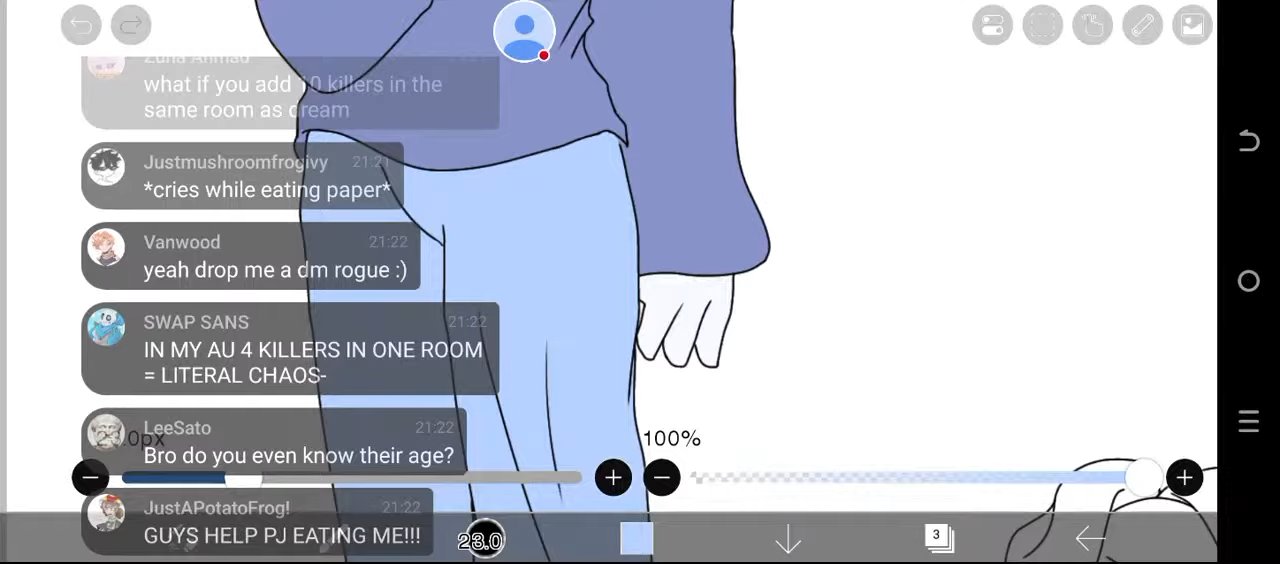 Zuha Ahmad
what if you add 10 killers in the
same room as dream
Justmushroomfrogivy 21:21
*cries while eating paper*
Vanwood 21:22
yeah drop me a dm rogue :)
SWAP SANS 21:22
IN MY AU 4 KILLERS IN ONE ROOM
= LITERAL CHAOS-
LeeSato 21:22
Bro do you even know their age?
0px
100%
JustAPotatoFrog! 21:22
GUYS HELP PJ EATING ME!!!
23.0
3